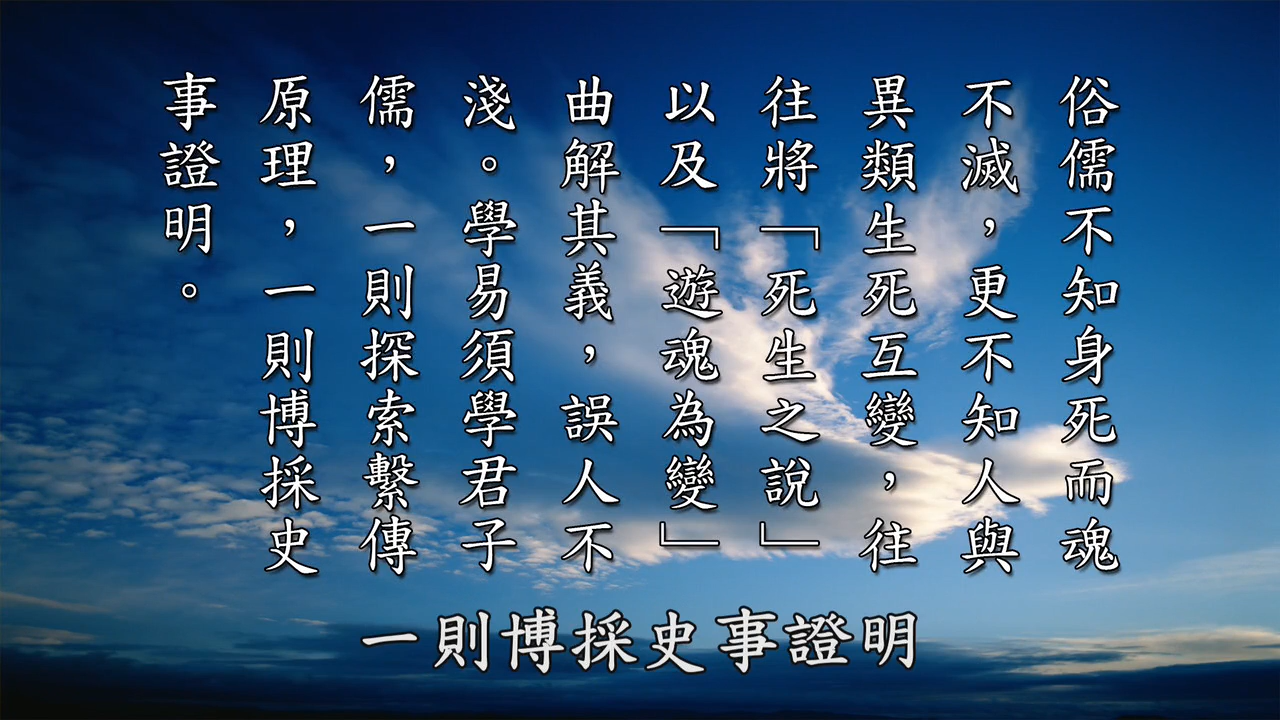 俗儒不知身死而魂
不滅，更不知人與
異類生死互變，往
往將「死生之說」
以及「遊魂為變」
曲解其義，誤人不
淺。學易須學君子
儒，一則探索繫傳
原理，一則博採史
事證明。
一則博採史事證明